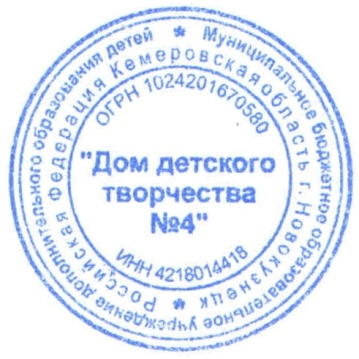 Муниципальное бюджетное образовательное учреждение дополнительного образования детей *
Российская Федерация Кемеровская область г. Новокузнецк *
ОГРН 1024201670580
"Дом детского
творчества
№4"
ИНН 4218014418